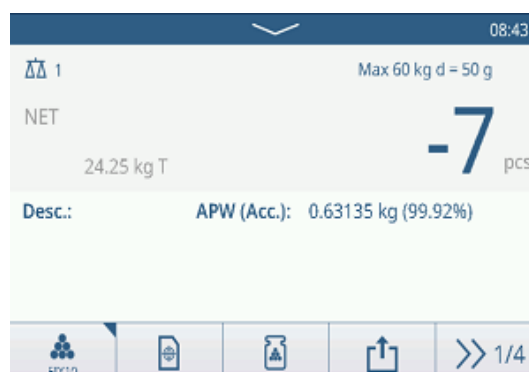 08:43
1 Max 60 kg d = 50 g
NET
-7 pcs
24.25 kg T
Desc.: APW (Acc.): 0.63135 kg (99.92%)
1/4